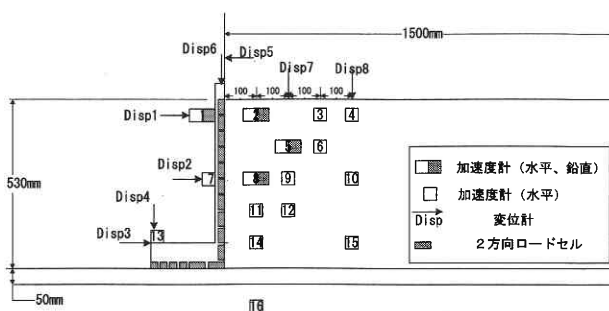 1500mm
Disp6
Disp5
Disp7
Disp8
100 100 100 100
Disp1
2
3
4
5
6
530mm
Disp2
7
8
9
10
Disp4
11
12
Disp3
13
14
15
50mm
16
加速度計（水平、鉛直）
加速度計（水平）
Disp 変位計
2方向ロードセル